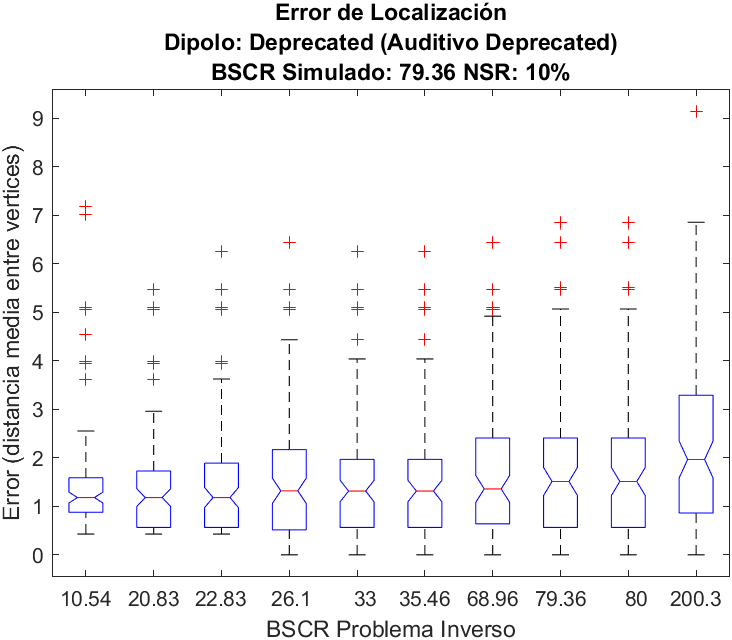 Error de Localización
Dipolo: Deprecated (Auditivo Deprecated)
BSCR Simulado: 79.36 NSR: 10%
Error (distancia media entre vertices)
9
8
7
6
5
4
3
2
1
0
10.54 20.83 22.83 26.1 33 35.46 68.96 79.36 80 200.3
BSCR Problema Inverso